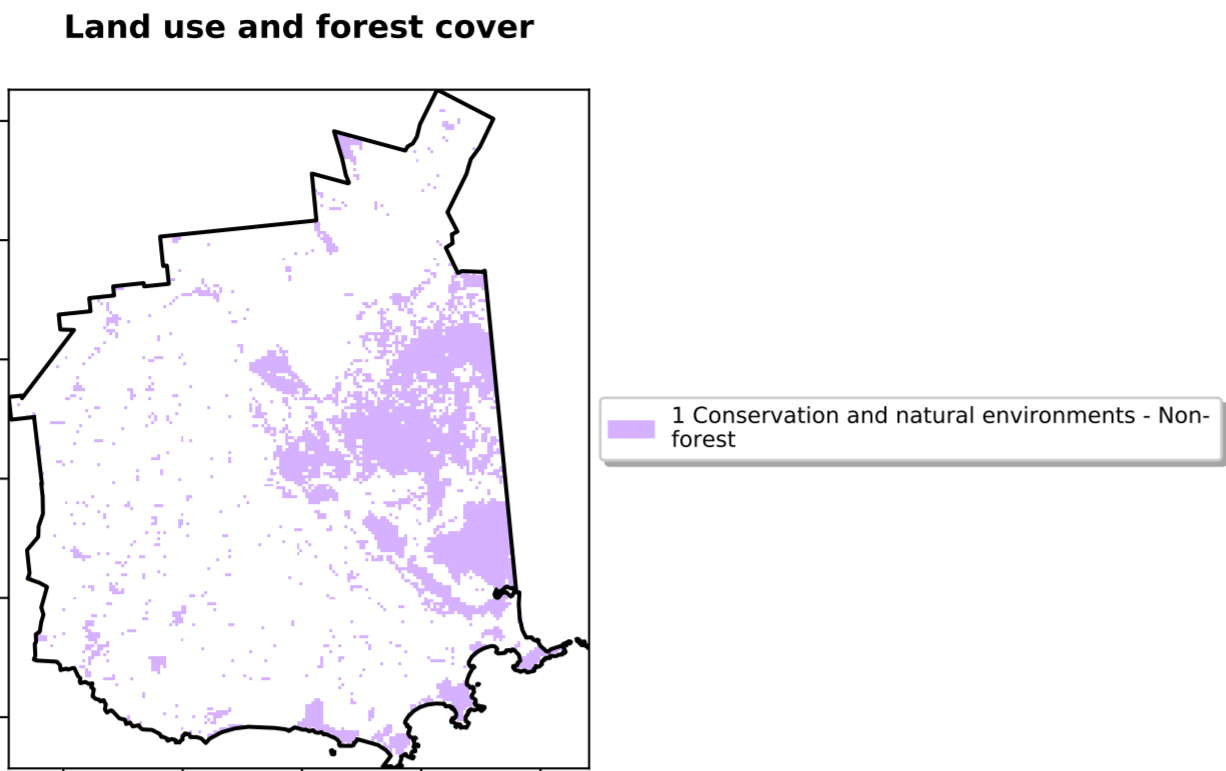 Land use and forest cover
1 Conservation and natural environments - Non-
forest